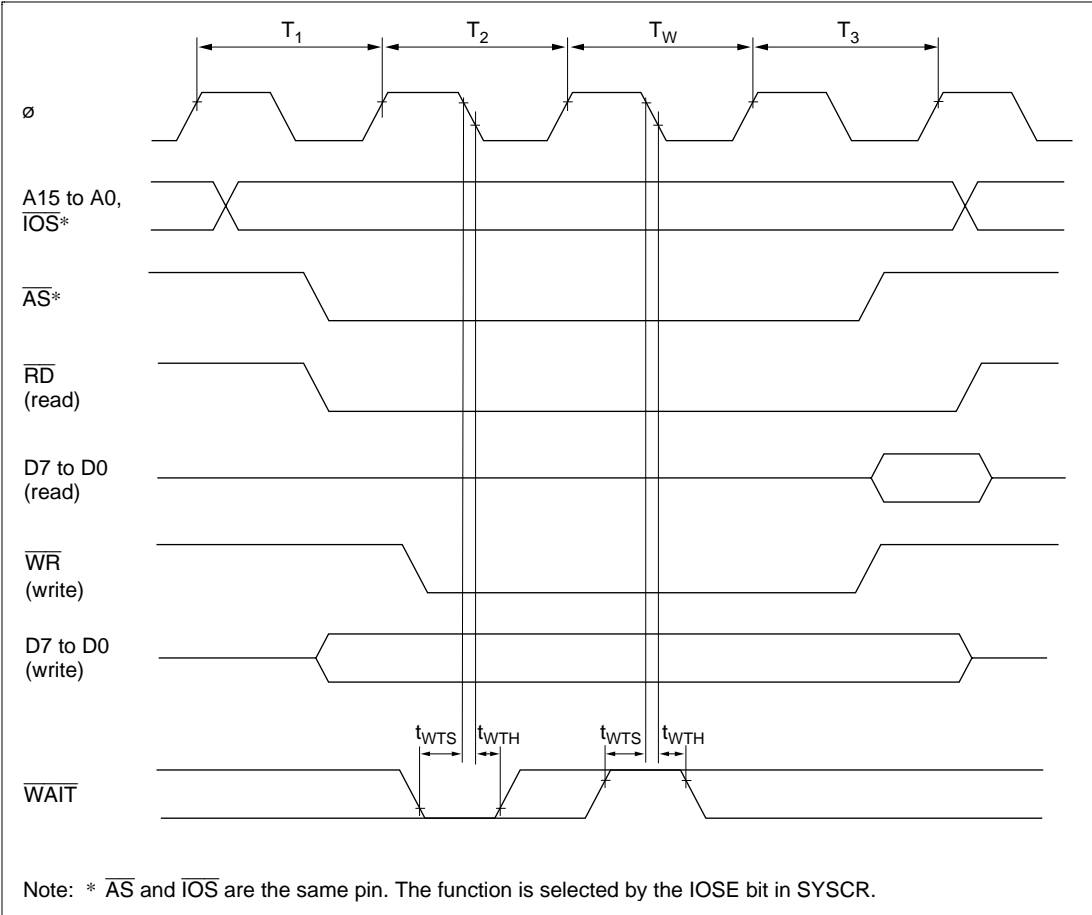 T1 T2 TW T3
ø
A15 to A0,
IOS*
AS*
RD
(read)
D7 to D0
(read)
WR
(write)
D7 to D0
(write)
tWTS tWTH tWTS tWTH
WAIT
Note: * AS and IOS are the same pin. The function is selected by the IOSE bit in SYSCR.